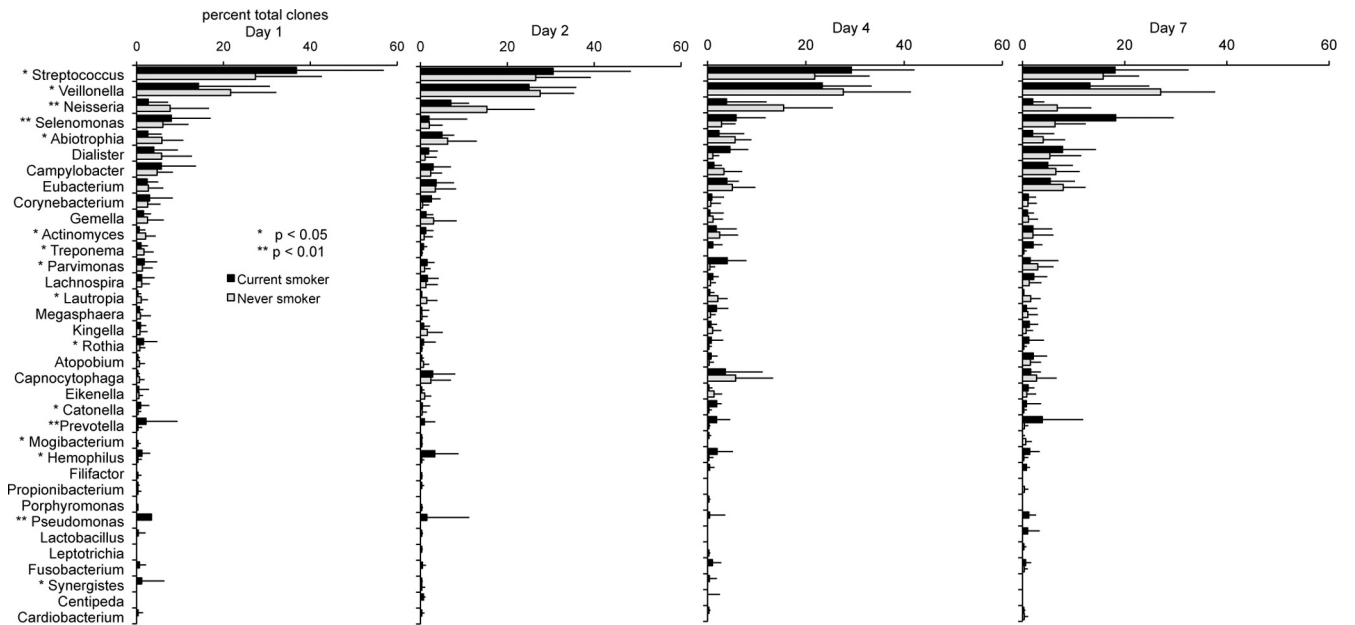 percent total clones
Day 1
Day 2
Day 4
Day 7
0 20 40 60
0 20 40 60
0 20 40 60
0 20 40 60
* Streptococcus
* Veillonella
** Neisseria
** Selenomonas
* Abiotrophia
Dialister
Campylobacter
Eubacterium
Corynebacterium
Gemella
* Actinomyces
* Treponema
* Parvimonas
Lachnospira
* Lautropia
Megasphaera
Kingella
* Rothia
Atopobium
Capnocytophaga
Eikenella
* Catonella
**Prevotella
* Mogibacterium
* Hemophilus
Filifactor
Propionibacterium
Porphyromonas
** Pseudomonas
Lactobacillus
Leptotrichia
Fusobacterium
* Synergistes
Centipeda
Cardiobacterium
* p < 0.05
** p < 0.01
Current smoker
Never smoker